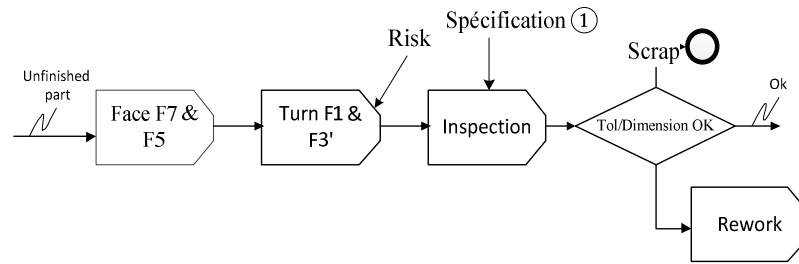 Spécification ①
Risk
Scrap
Unfinished
part
Ok
Face F7 &
F5
Turn F1 &
F3'
Inspection
Tol/Dimension OK
Rework